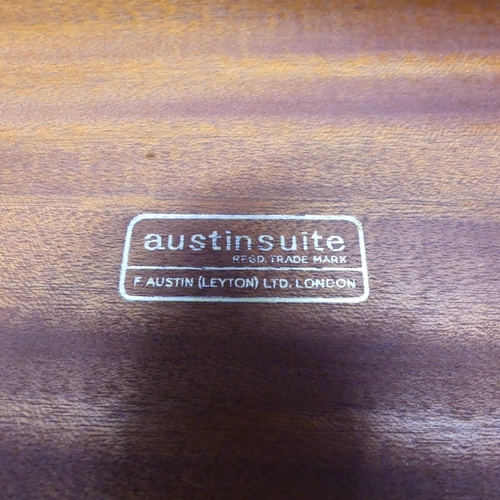 austinsuite
REGD. TRADE MARK
F. AUSTIN (LEYTON) LTD. LONDON